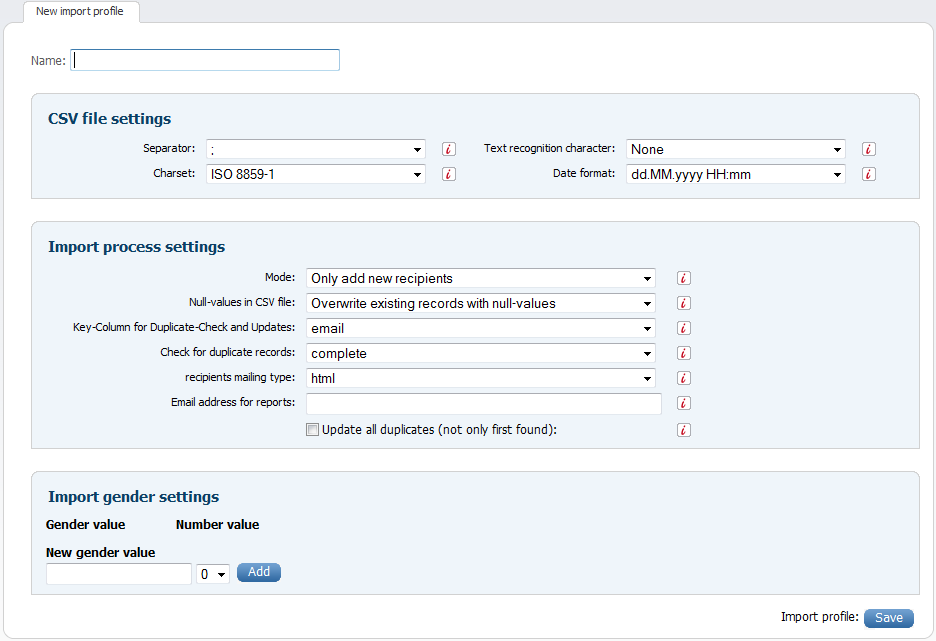 New import profile
Name:
CSV file settings
Separator: ; i Text recognition character: None i
Charset: ISO 8859-1 i Date format: dd.MM.yyyy HH:mm i
Import process settings
Mode: Only add new recipients i
Null-values in CSV file: Overwrite existing records with null-values i
Key-Column for Duplicate-Check and Updates: email i
Check for duplicate records: complete i
recipients mailing type: html i
Email address for reports: i
Update all duplicates (not only first found): i
Import gender settings
Gender value Number value
New gender value
0 Add
Import profile: Save